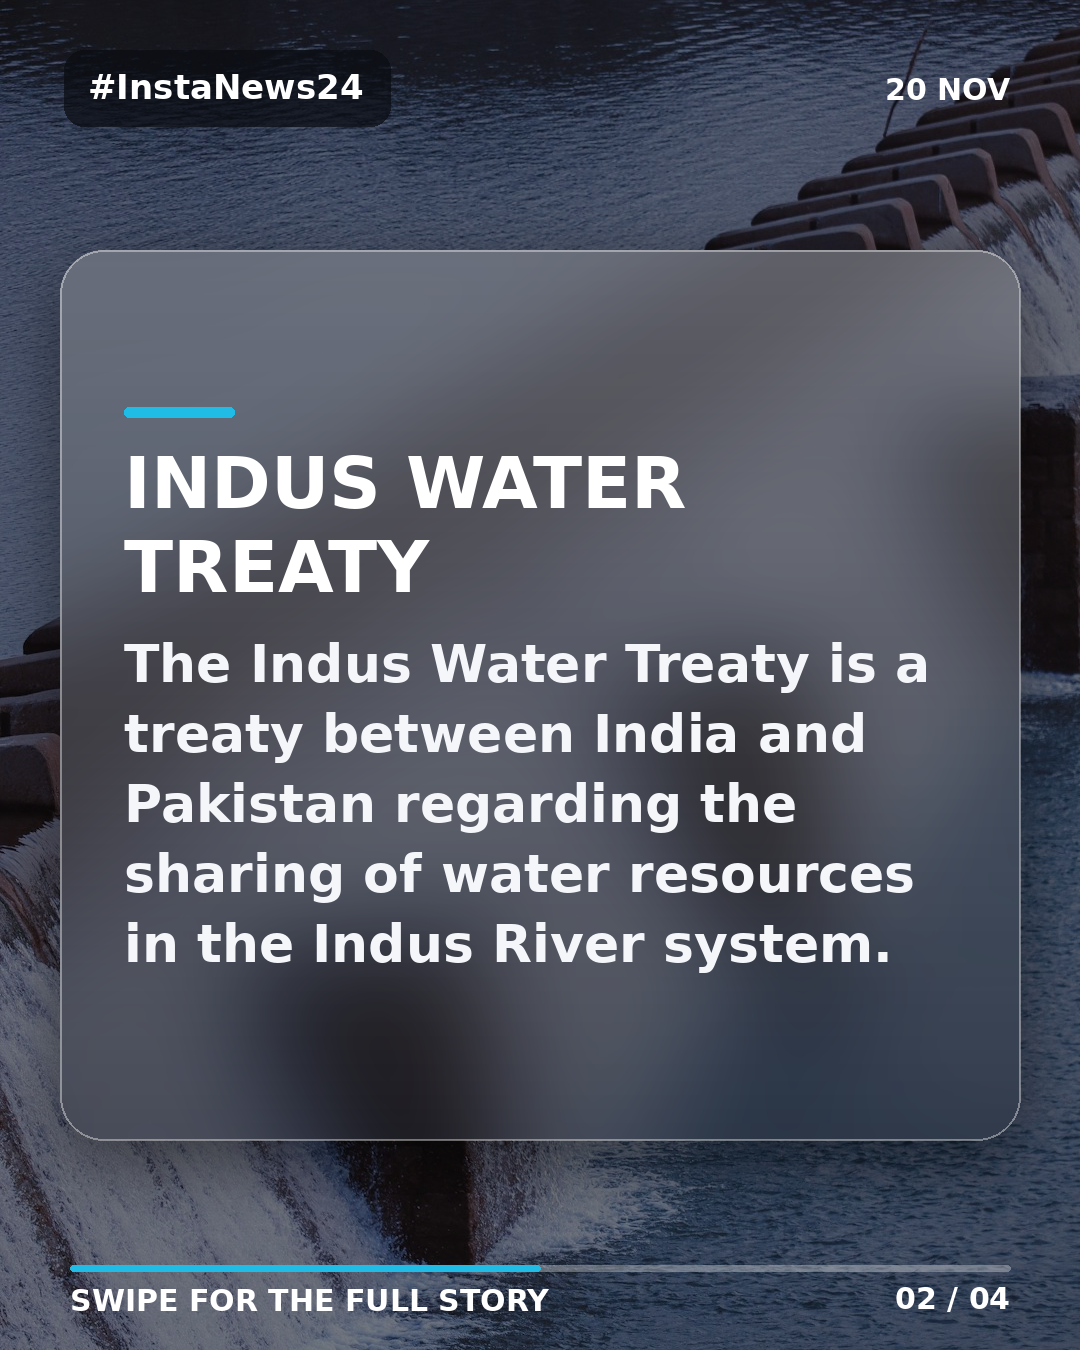 #InstaNews24
20 NOV
INDUS WATER
TREATY
The Indus Water Treaty is a
treaty between India and
Pakistan regarding the
sharing of water resources
in the Indus River system.
SWIPE FOR THE FULL STORY
02 / 04